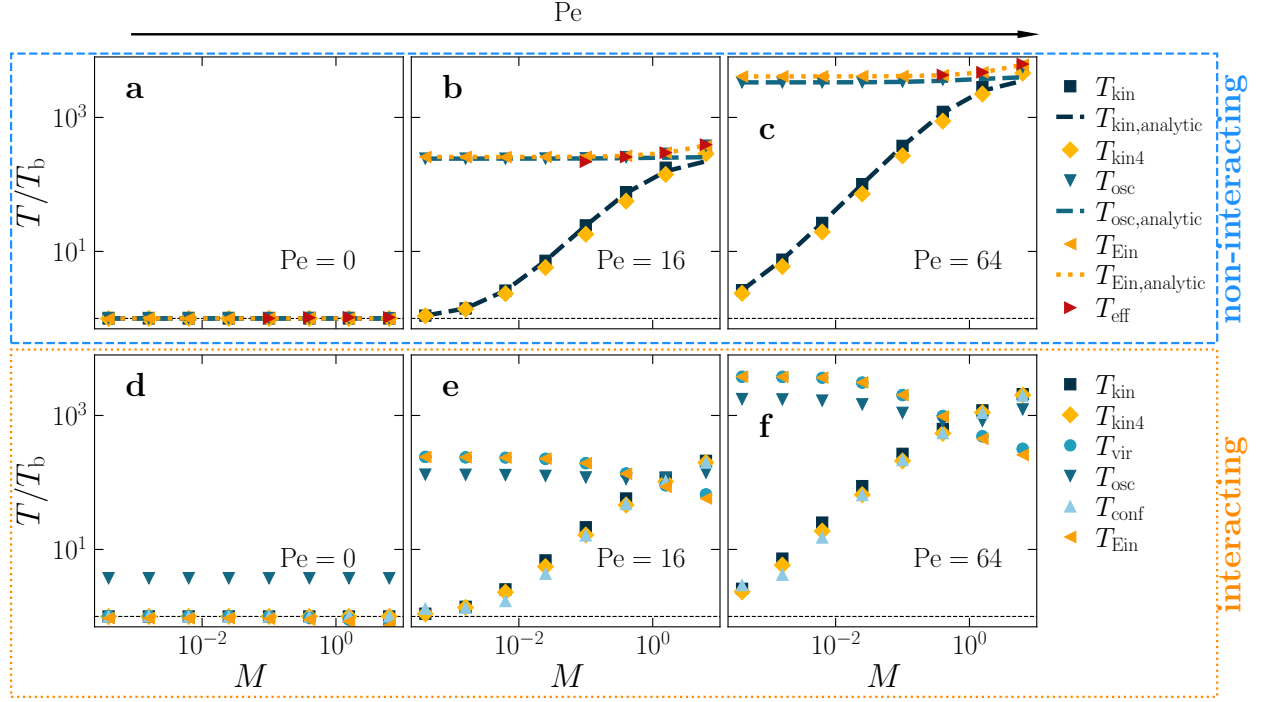 Pe
a
b
c
T/T_b
10^3
10^1
Pe = 0
Pe = 16
Pe = 64
T_kin
T_kin,analytic
T_kin4
T_osc
T_osc,analytic
T_Ein
T_Ein,analytic
T_eff
non-interacting
d
e
f
T/T_b
10^3
10^1
Pe = 0
Pe = 16
Pe = 64
10^-2
10^0
10^-2
10^0
10^-2
10^0
M
M
M
T_kin
T_kin4
T_vir
T_osc
T_conf
T_Ein
interacting